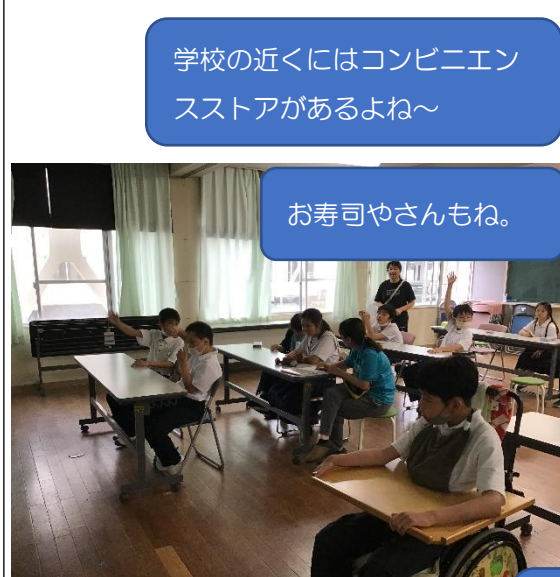 学校の近くにはコンビニエン
スストアがあるよね～
お寿司やさんもね。